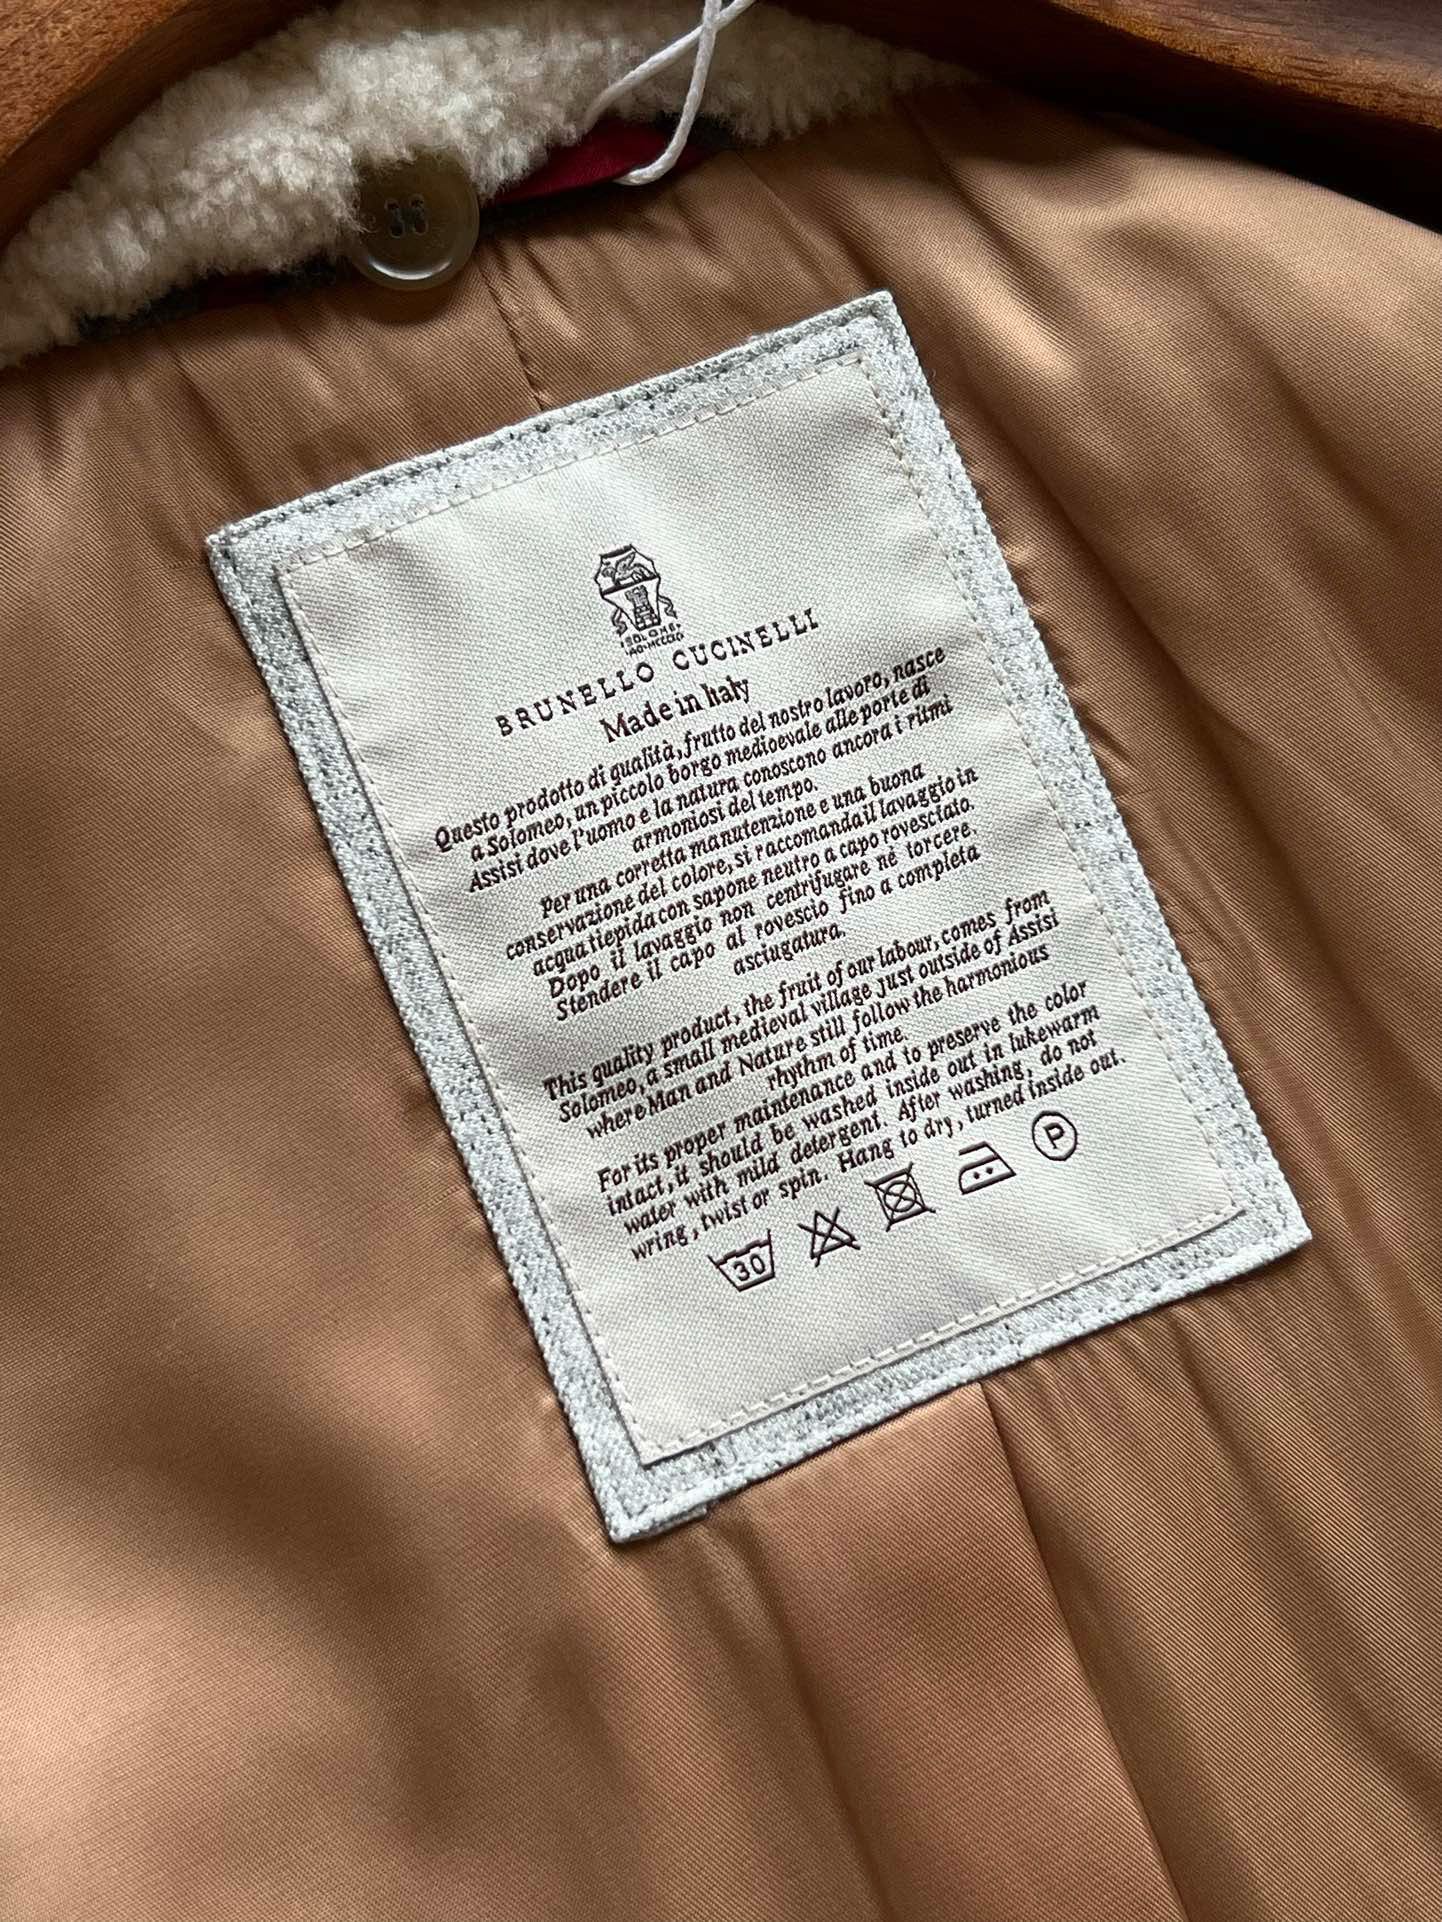 SOLOMEO
AD·MCCCXCI
BRUNELLO CUCINELLI
Made in Italy
Questo prodotto di qualità, frutto del nostro lavoro, nasce
a Solomeo, un piccolo borgo medioevale alle porte di
Assisi dove l'uomo e la natura conoscono ancora i ritmi
armoniosi del tempo.
Per una corretta manutenzione e una buona
conservazione del colore, si raccomanda il lavaggio in
acqua tiepida con sapone neutro a capo rovesciato.
Dopo il lavaggio non centrifugare né torcere.
Stendere il capo al rovescio fino a completa
asciugatura.
This quality product, the fruit of our labour, comes from
Solomeo, a small medieval village just outside of Assisi
where Man and Nature still follow the harmonious
rhythm of time.
For its proper maintenance and to preserve the color
intact, it should be washed inside out in lukewarm
water with mild detergent. After washing, do not
wring, twist or spin. Hang to dry, turned inside out.
30 P